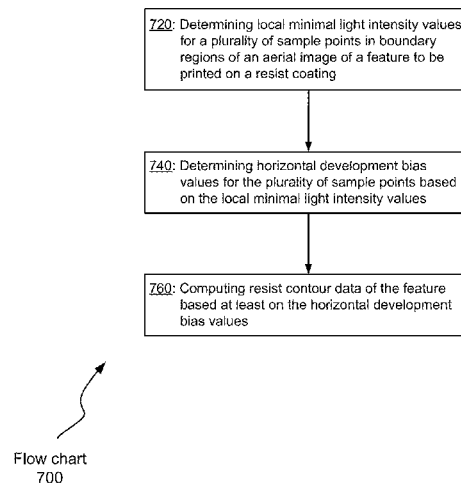 720: Determining local minimal light intensity values
for a plurality of sample points in boundary
regions of an aerial image of a feature to be
printed on a resist coating
740: Determining horizontal development bias
values for the plurality of sample points based
on the local minimal light intensity values
760: Computing resist contour data of the feature
based at least on the horizontal development
bias values
Flow chart
700